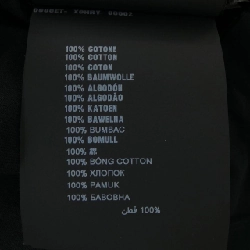 100% COTONE
100% COTTON
100% COTON
100% BAUMWOLLE
100% ALGODÓN
100% ALGODÃO
100% KATOEN
100% BAWEŁNA
100% BUMBAC
100% BOMULL
100% 棉
100% BÔNG COTTON
100% ХЛОПОК
100% PAMUK
100% БАВОВНА
100% قطن